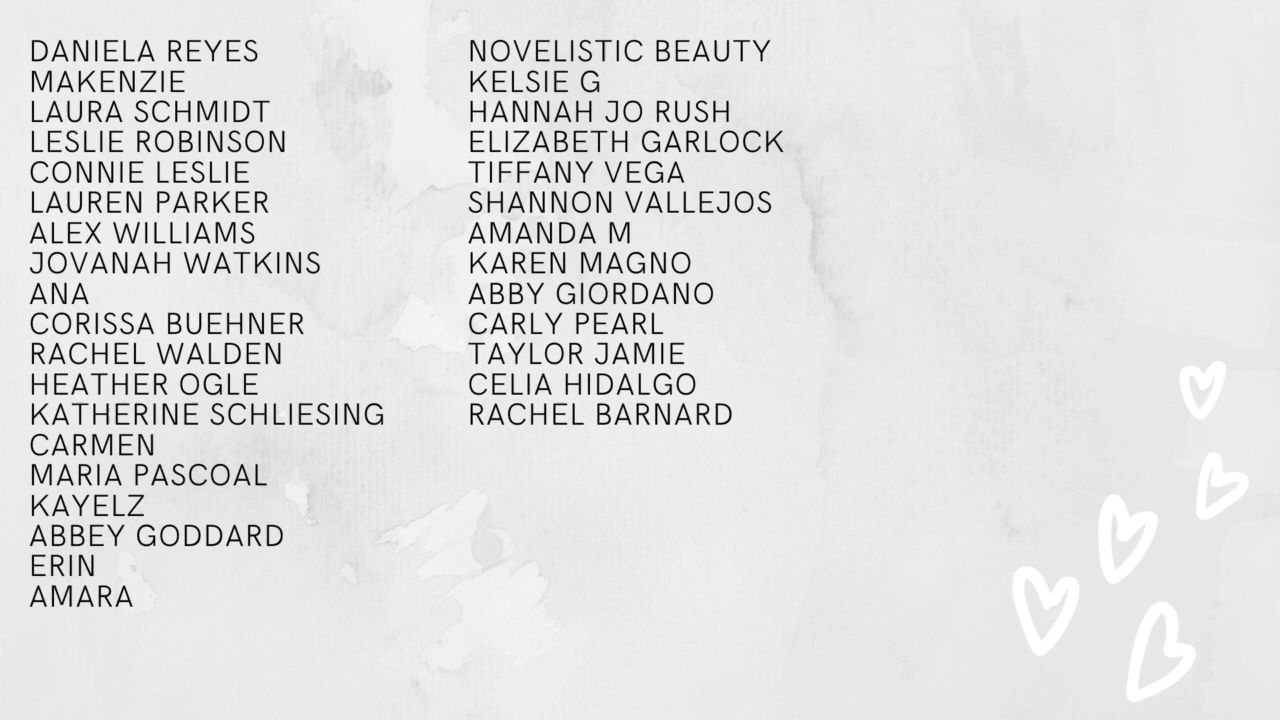 DANIELA REYES
MAKENZIE
LAURA SCHMIDT
LESLIE ROBINSON
CONNIE LESLIE
LAUREN PARKER
ALEX WILLIAMS
JOVANAH WATKINS
ANA
CORISSA BUEHNER
RACHEL WALDEN
HEATHER OGLE
KATHERINE SCHLIESING
CARMEN
MARIA PASCOAL
KAYELZ
ABBEY GODDARD
ERIN
AMARA
NOVELISTIC BEAUTY
KELSIE G
HANNAH JO RUSH
ELIZABETH GARLOCK
TIFFANY VEGA
SHANNON VALLEJOS
AMANDA M
KAREN MAGNO
ABBY GIORDANO
CARLY PEARL
TAYLOR JAMIE
CELIA HIDALGO
RACHEL BARNARD